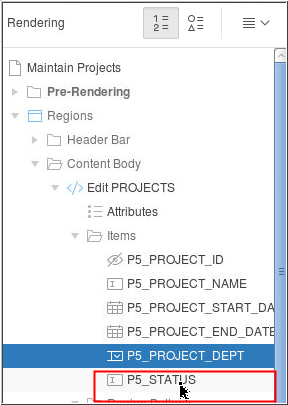 Rendering
Maintain Projects
Pre-Rendering
Regions
Header Bar
Content Body
</> Edit PROJECTS
Attributes
Items
P5_PROJECT_ID
P5_PROJECT_NAME
P5_PROJECT_START_DA
P5_PROJECT_END_DATE
P5_PROJECT_DEPT
P5_STATUS